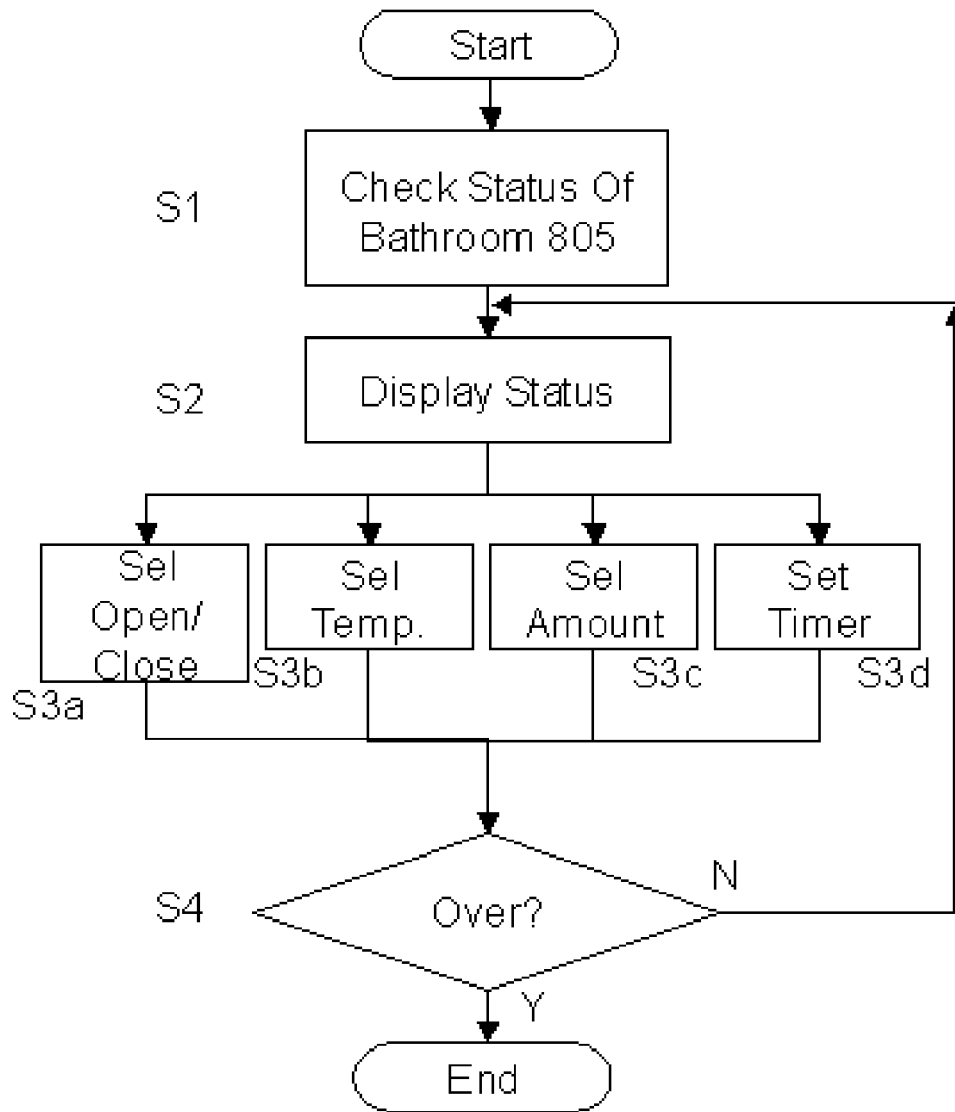 Start
S1
Check Status Of
Bathroom 805
S2
Display Status
Sel
Open/
Close
S3a
Sel
Temp.
S3b
Sel
Amount
S3c
Set
Timer
S3d
S4
Over?
N
Y
End